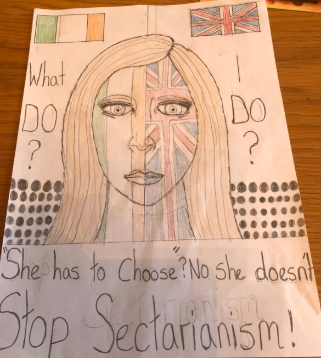 What I
DO DO
? ?
"She has to Choose"? No she doesn't
Stop Sectarianism!